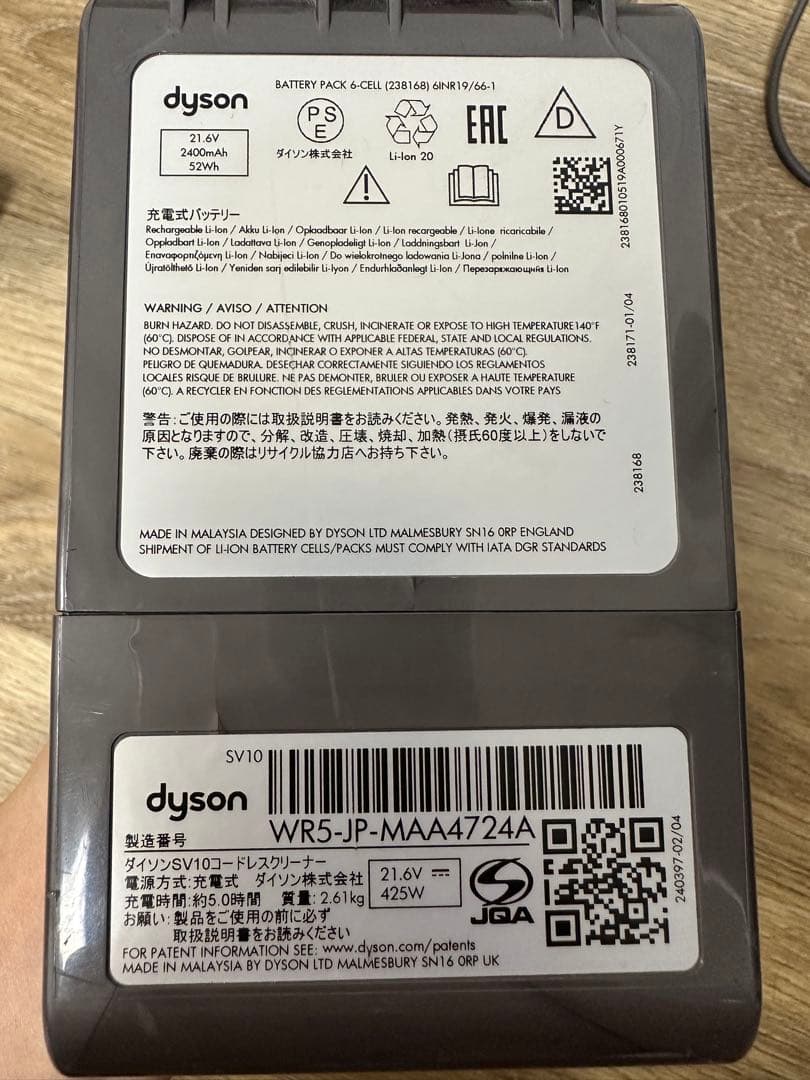 BATTERY PACK 6-CELL (238168) 6INR19/66-1
dyson
21.6V
2400mAh
52Wh
PSE
ダイソン株式会社
Li-Ion 20
EAC
D
238168010519A000671Y
充電式バッテリー
Rechargeable Li-Ion / Akku Li-Ion / Oplaadbaar Li-Ion / Li-Ion recargeable / Li-Ione ricaricabile /
Oppladbart Li-Ion / Ladattava Li-Ion / Genopladeligt Li-Ion / Laddningsbart Li-Jon /
Επαναφορτιζόμενη Li-Ion / Nabijeci Li-Ion / Do wielokrotnego ladowania Li-Jona / polnilne Li-Ion /
Újratölthető Li-Ion / Yeniden sarj edilebilir Li-Iyon / Endurhlaðanlegt Li-Ion / Перезаряжающийся Li-Ion
WARNING / AVISO / ATTENTION
BURN HAZARD. DO NOT DISASSEMBLE, CRUSH, INCINERATE OR EXPOSE TO HIGH TEMPERATURE 140°F
(60°C). DISPOSE OF IN ACCORDANCE WITH APPLICABLE FEDERAL, STATE AND LOCAL REGULATIONS.
NO DESMONTAR, GOLPEAR, INCINERAR O EXPONER A ALTAS TEMPERATURAS (60°C).
PELIGRO DE QUEMADURA. DESECHAR CORRECTAMENTE SIGUIENDO LOS REGLAMENTOS
LOCALES RISQUE DE BRULURE. NE PAS DEMONTER, BRULER OU EXPOSER A HAUTE TEMPERATURE
(60°C). A RECYCLER EN FONCTION DES REGLEMENTATIONS APPLICABLES DANS VOTRE PAYS
238171-01/04
警告:ご使用の際には取扱説明書をお読みください。発熱、発火、爆発、漏液の
原因となりますので、分解、改造、圧壊、焼却、加熱(摂氏60度以上)をしないで
下さい。廃棄の際はリサイクル協力店へお持ち下さい。
238168
MADE IN MALAYSIA DESIGNED BY DYSON LTD MALMESBURY SN16 0RP ENGLAND
SHIPMENT OF LI-ION BATTERY CELLS/PACKS MUST COMPLY WITH IATA DGR STANDARDS
SV10
dyson
製造番号
WR5-JP-MAA4724A
ダイソンSV10コードレスクリーナー
電源方式:充電式 ダイソン株式会社
充電時間:約5.0時間 質量:2.61kg
21.6V
425W
JQA
240397-02/04
お願い:製品をご使用の前に必ず
取扱説明書をお読みください
FOR PATENT INFORMATION SEE: www.dyson.com/patents
MADE IN MALAYSIA BY DYSON LTD MALMESBURY SN16 0RP UK